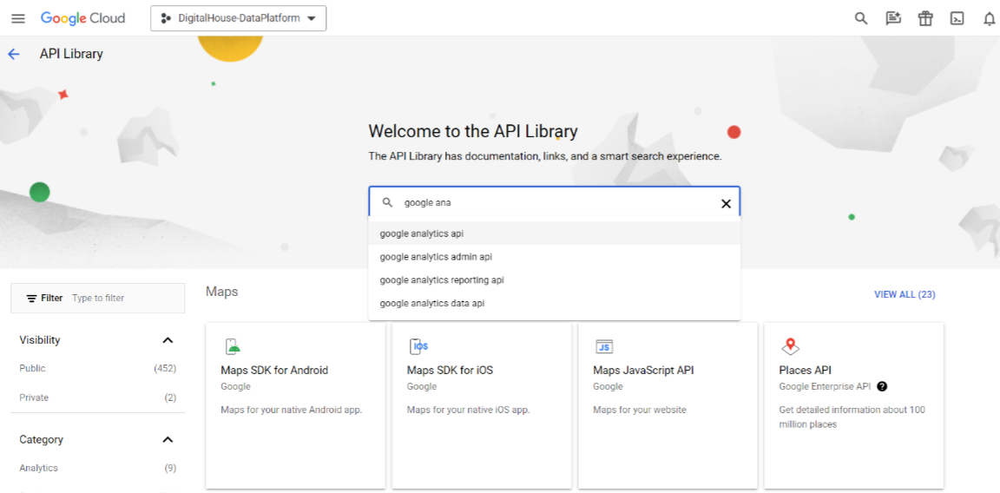 Google Cloud
DigitalHouse-DataPlatform
API Library
Welcome to the API Library
The API Library has documentation, links, and a smart search experience.
google ana
google analytics api
google analytics admin api
google analytics reporting api
google analytics data api
Filter Type to filter
Visibility
Public (452)
Private (2)
Category
Analytics (9)
Maps
VIEW ALL (23)
Maps SDK for Android
Google
Maps for your native Android app.
iOS
Maps SDK for iOS
Google
Maps for your native iOS app.
JS
Maps JavaScript API
Google
Maps for your website
Places API
Google Enterprise API ?
Get detailed information about 100
million places